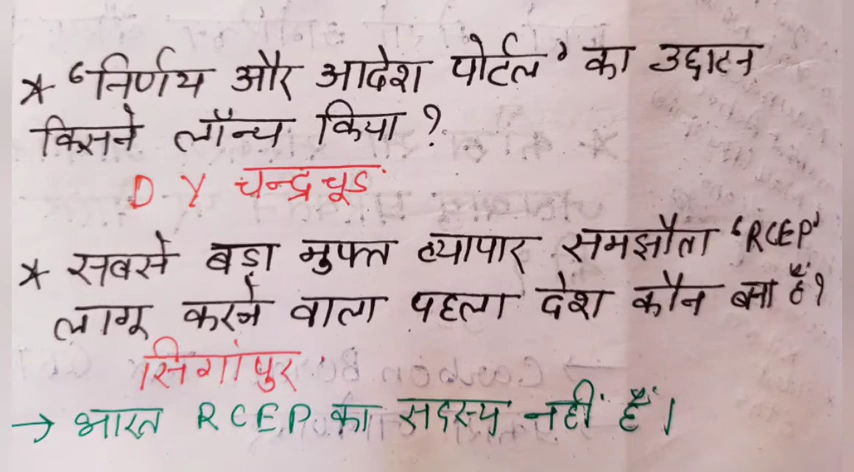 * ‘निर्णय और आदेश पोर्टल’ का उद्घाटन
किसने लॉन्च किया ?
D Y चन्द्रचूड
* सबसे बड़ा मुफ्त व्यापार समझौता ‘RCEP’
लागू करने वाला पहला देश कौन बना हैं ?
सिगांपुर
→ भारत RCEP का सदस्य नहीं हैं ।